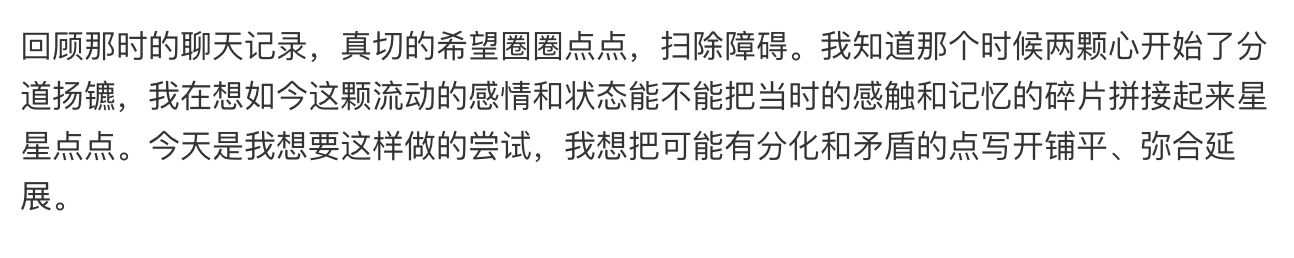 回顾那时的聊天记录，真切的希望圈圈点点，扫除障碍。我知道那个时候两颗心开始了分
道扬镳，我在想如今这颗流动的感情和状态能不能把当时的感触和记忆的碎片拼接起来星
星点点。今天是我想要这样做的尝试，我想把可能有分化和矛盾的点写开铺平、弥合延
展。